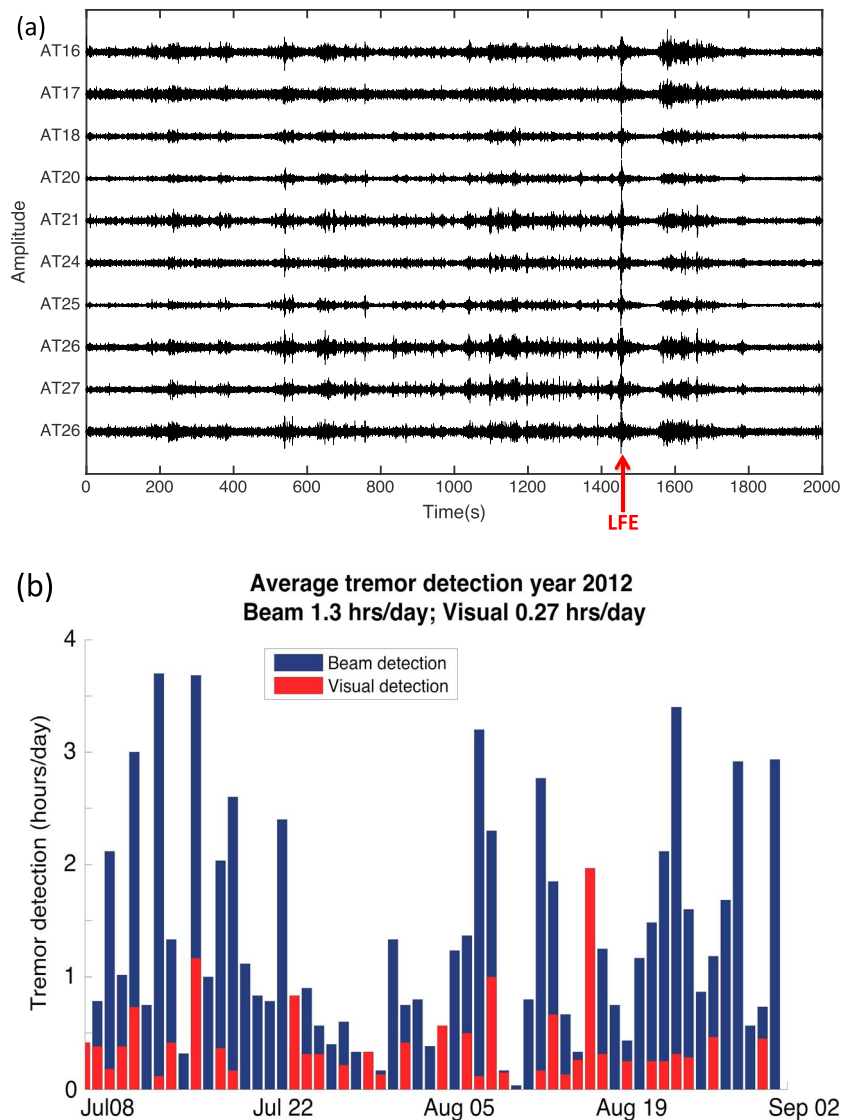 (a)
AT16
AT17
AT18
AT20
AT21
AT24
AT25
AT26
AT27
AT26
Amplitude
0 200 400 600 800 1000 1200 1400 1600 1800 2000
Time(s)
LFE
(b)
Average tremor detection year 2012
Beam 1.3 hrs/day; Visual 0.27 hrs/day
Beam detection
Visual detection
4
3
2
1
0
Tremor detection (hours/day)
Jul08 Jul 22 Aug 05 Aug 19 Sep 02